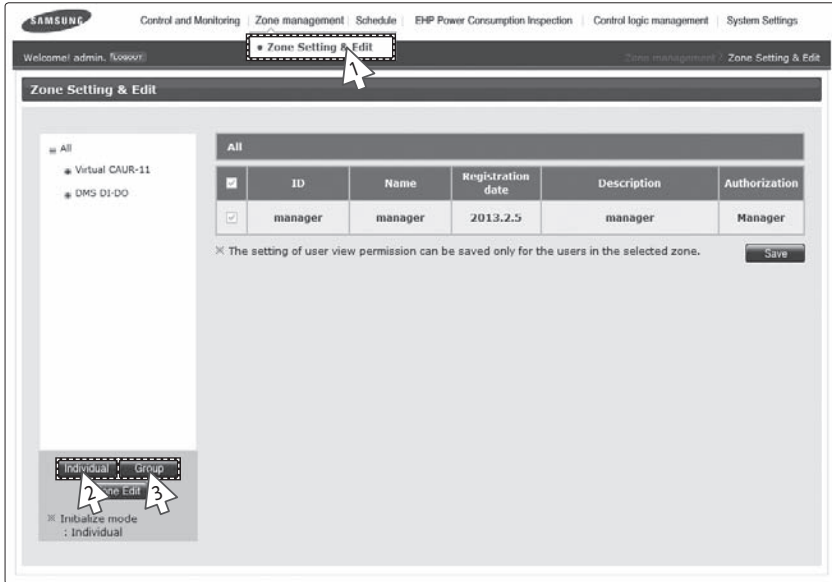 SAMSUNG
Control and Monitoring Zone management Schedule EHP Power Consumption Inspection Control logic management System Settings
Zone Setting & Edit
Welcome! admin. Logout
Zone management > Zone Setting & Edit
Zone Setting & Edit
All
Virtual CAUR-11
DMS DI-DO
All
ID Name Registration date Description Authorization
manager manager 2013.2.5 manager Manager
※ The setting of user view permission can be saved only for the users in the selected zone.
Save
Individual Group
Edit
※ Initialize mode
: Individual
1
2
3